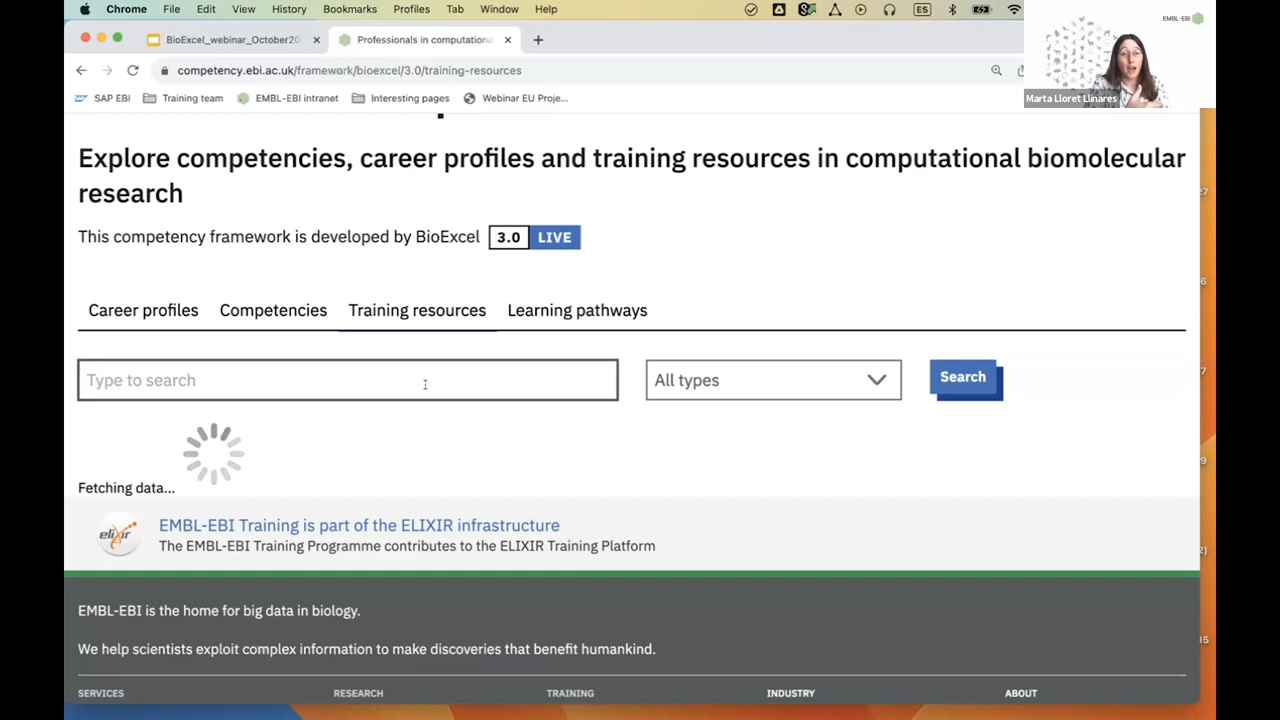 Chrome File Edit View History Bookmarks Profiles Tab Window Help ES
EMBL-EBI
BioExcel_webinar_October20
Professionals in computationa
competency.ebi.ac.uk/framework/bioexcel/3.0/training-resources
Marta Lloret Llinares
SAP EBI Training team EMBL-EBI intranet Interesting pages Webinar EU Proje...
Explore competencies, career profiles and training resources in computational biomolecular
research
This competency framework is developed by BioExcel 3.0 LIVE
Career profiles Competencies Training resources Learning pathways
Type to search All types Search
Fetching data...
elixir
EMBL-EBI Training is part of the ELIXIR infrastructure
The EMBL-EBI Training Programme contributes to the ELIXIR Training Platform
EMBL-EBI is the home for big data in biology.
We help scientists exploit complex information to make discoveries that benefit humankind.
SERVICES RESEARCH TRAINING INDUSTRY ABOUT